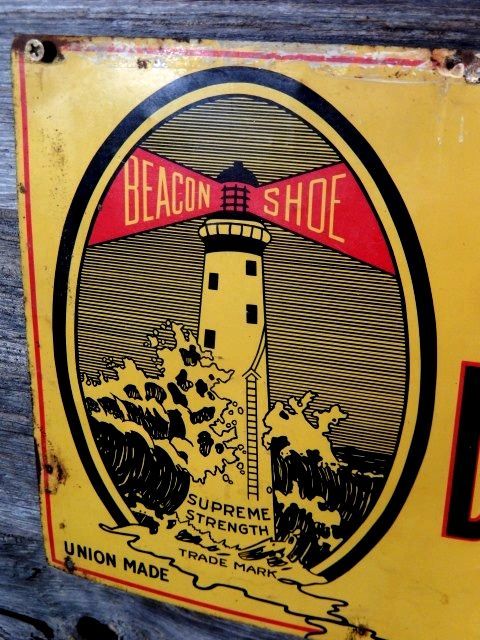 BEACON SHOE
SUPREME
STRENGTH
TRADE MARK
UNION MADE